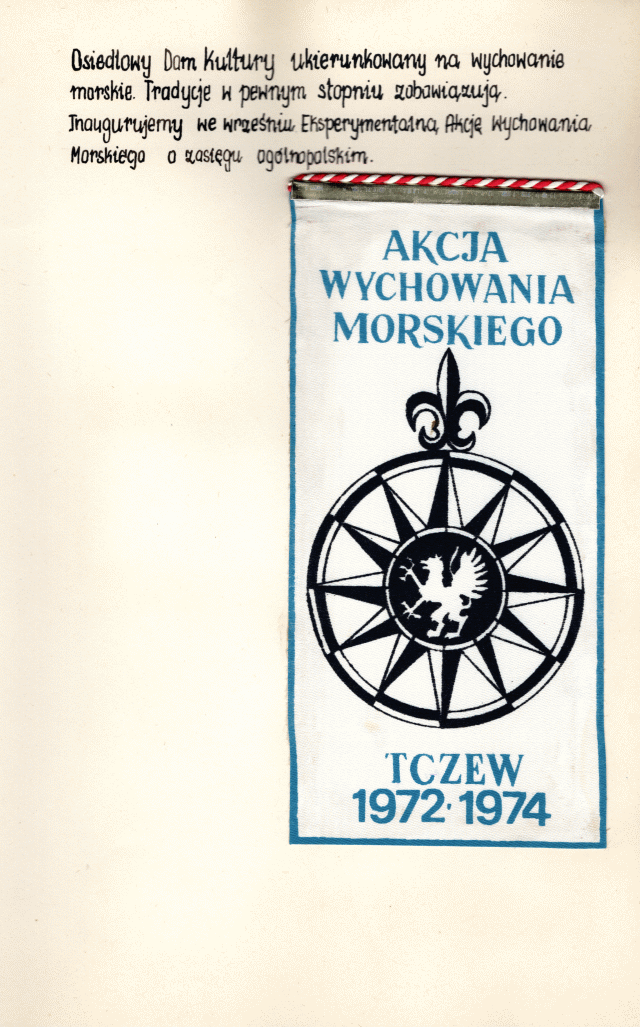 Osiedlowy Dom Kultury ukierunkowany na wychowanie
morskie. Tradycje w pewnym stopniu zobowiązują.
Inaugurujemy we wrześniu Eksperymentalną Akcję Wychowania
Morskiego o zasięgu ogólnopolskim.
AKCJA
WYCHOWANIA
MORSKIEGO
TCZEW
1972·1974